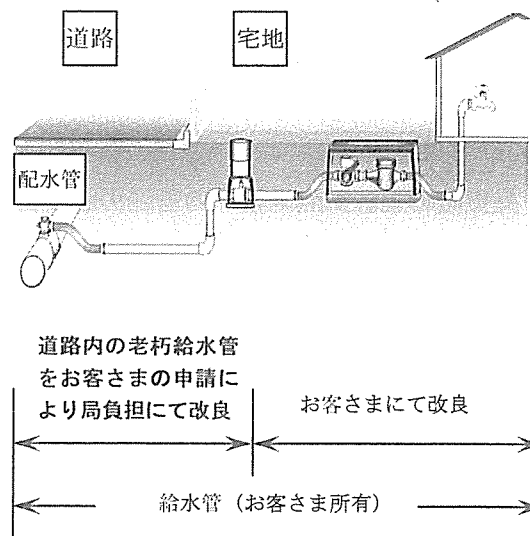 道路
宅地
配水管
道路内の老朽給水管
をお客さまの申請に
より局負担にて改良
お客さまにて改良
給水管（お客さま所有）